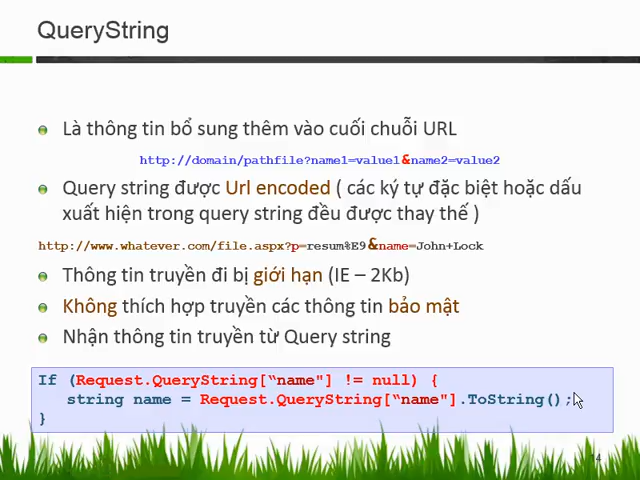 QueryString
Là thông tin bổ sung thêm vào cuối chuỗi URL
http://domain/pathfile?name1=value1&name2=value2
Query string được Url encoded ( các ký tự đặc biệt hoặc dấu
xuất hiện trong query string đều được thay thế )
http://www.whatever.com/file.aspx?p=resum%E9&name=John+Lock
Thông tin truyền đi bị giới hạn (IE – 2Kb)
Không thích hợp truyền các thông tin bảo mật
Nhận thông tin truyền từ Query string
If (Request.QueryString[“name"] != null) {
string name = Request.QueryString[“name"].ToString();
}
14